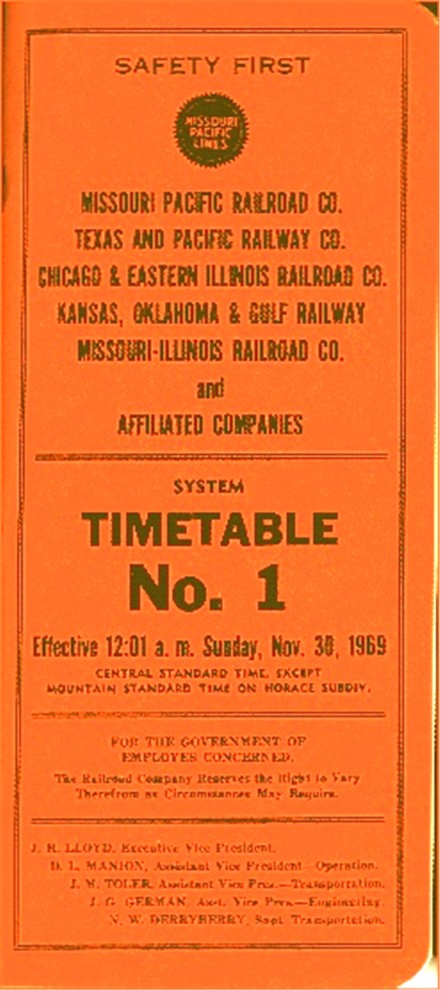 SAFETY FIRST
MISSOURI
PACIFIC
LINES
MISSOURI PACIFIC RAILROAD CO.
TEXAS AND PACIFIC RAILWAY CO.
CHICAGO & EASTERN ILLINOIS RAILROAD CO.
KANSAS, OKLAHOMA & GULF RAILWAY
MISSOURI-ILLINOIS RAILROAD CO.
and
AFFILIATED COMPANIES
SYSTEM
TIMETABLE
No. 1
Effective 12:01 a. m. Sunday, Nov. 30, 1969
CENTRAL STANDARD TIME, EXCEPT
MOUNTAIN STANDARD TIME ON HORACE SUBDIV.
FOR THE GOVERNMENT OF
EMPLOYES CONCERNED.
The Railroad Company Reserves the Right to Vary
Therefrom as Circumstances May Require.
J. H. LLOYD, Executive Vice President.
D. L. MANION, Assistant Vice President—Operation.
J. W. TOLER, Assistant Vice Pres.—Transportation.
J. G. GERMAN, Asst. Vice Pres.—Engineering.
N. W. DERRYBERRY, Supt. Transportation.